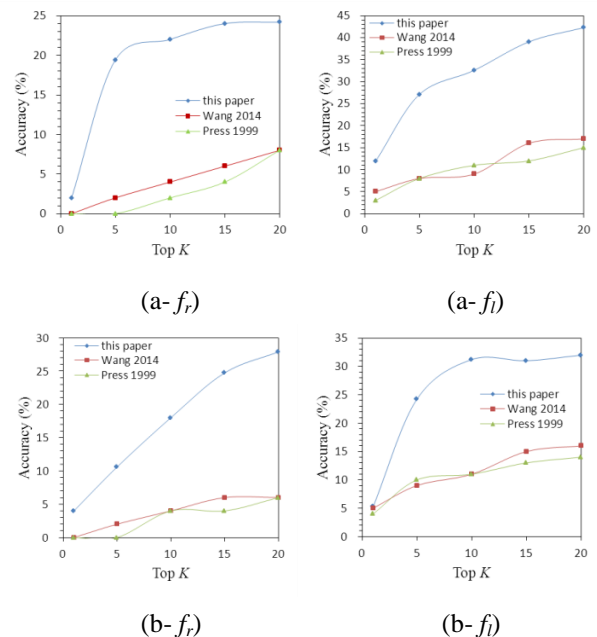 25
20
15
10
5
0
Accuracy (%)
this paper
Wang 2014
Press 1999
0 5 10 15 20
Top K
(a- fr)
45
40
35
30
25
20
15
10
5
0
Accuracy (%)
this paper
Wang 2014
Press 1999
0 5 10 15 20
Top K
(a- fl)
30
25
20
15
10
5
0
Accuracy (%)
this paper
Wang 2014
Press 1999
0 5 10 15 20
Top K
(b- fr)
35
30
25
20
15
10
5
0
Accuracy (%)
this paper
Wang 2014
Press 1999
0 5 10 15 20
Top K
(b- fl)